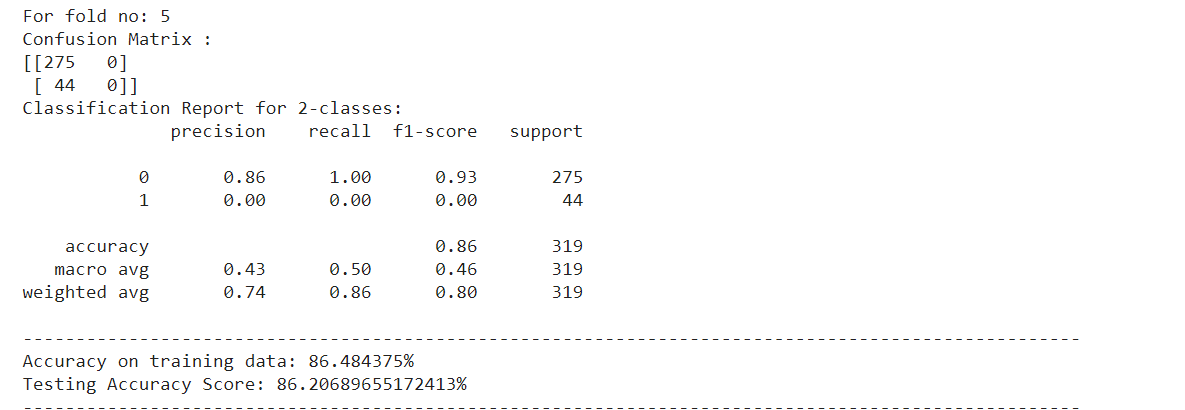 For fold no: 5
Confusion Matrix :
[[275   0]
 [ 44   0]]
Classification Report for 2-classes:
              precision    recall  f1-score   support

           0       0.86      1.00      0.93       275
           1       0.00      0.00      0.00        44

    accuracy                           0.86       319
   macro avg       0.43      0.50      0.46       319
weighted avg       0.74      0.86      0.80       319

----------------------------------------------------------------------------------------------------
Accuracy on training data: 86.484375%
Testing Accuracy Score: 86.20689655172413%
----------------------------------------------------------------------------------------------------